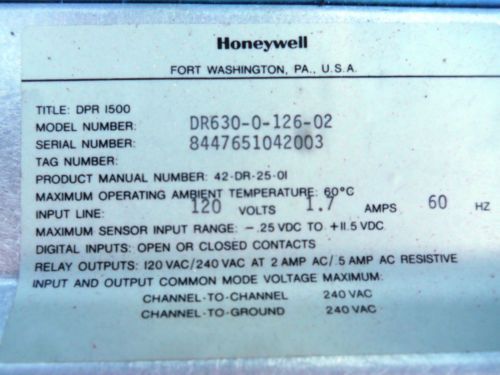 Honeywell
FORT WASHINGTON, PA., U.S.A.
TITLE: DPR 1500
MODEL NUMBER: DR630-0-126-02
SERIAL NUMBER: 8447651042003
TAG NUMBER:
PRODUCT MANUAL NUMBER: 42-DR-25-01
MAXIMUM OPERATING AMBIENT TEMPERATURE: 60°C
INPUT LINE: 120 VOLTS 1.7 AMPS 60 HZ
MAXIMUM SENSOR INPUT RANGE: -.25 VDC TO +11.5 VDC
DIGITAL INPUTS: OPEN OR CLOSED CONTACTS
RELAY OUTPUTS: 120 VAC/240 VAC AT 2 AMP AC/.5 AMP AC RESISTIVE
INPUT AND OUTPUT COMMON MODE VOLTAGE MAXIMUM:
CHANNEL-TO-CHANNEL 240 VAC
CHANNEL-TO-GROUND 240 VAC